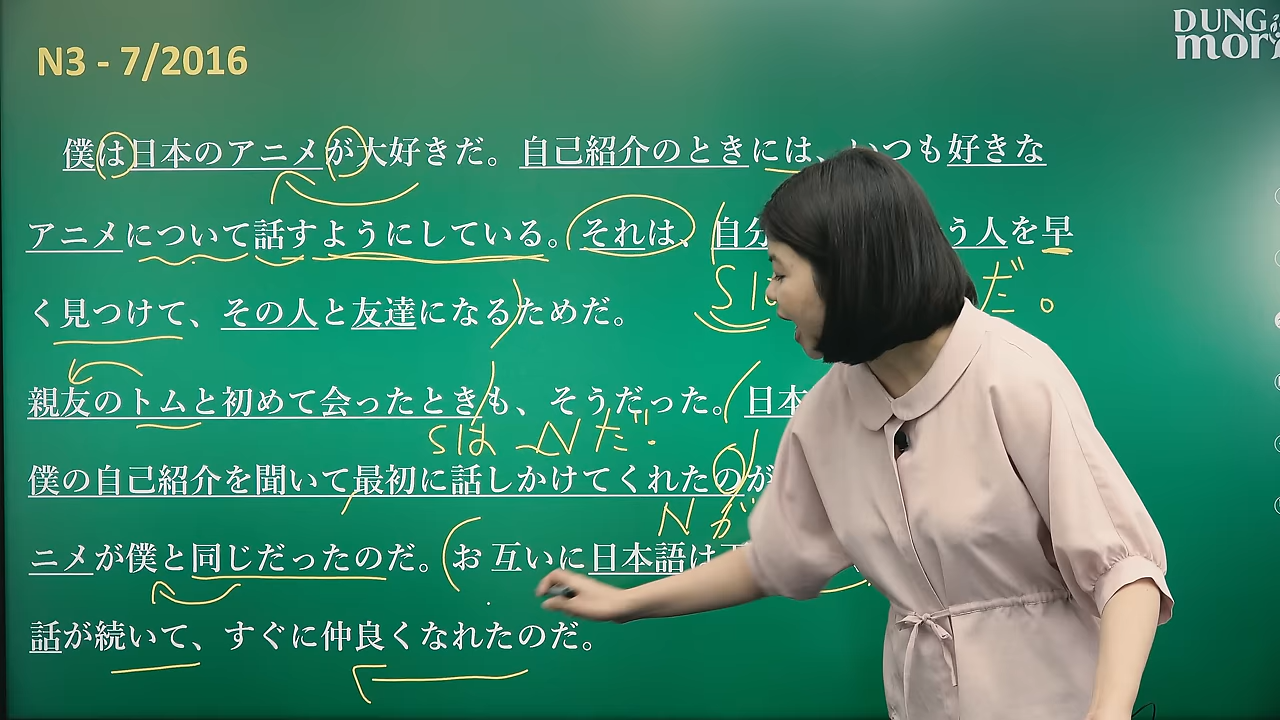 N3 - 7/2016
DUNG
mori
僕は日本のアニメが大好きだ。自己紹介のときには、いつも好きな
アニメについて話すようにしている。それは、自分 う人を早
Sは だ。
く見つけて、その人と友達になるためだ。
親友のトムと初めて会ったときも、そうだった。日本
Sは Nだ。
僕の自己紹介を聞いて最初に話しかけてくれたのが
Nが
ニメが僕と同じだったのだ。お互いに日本語は
話が続いて、すぐに仲良くなれたのだ。